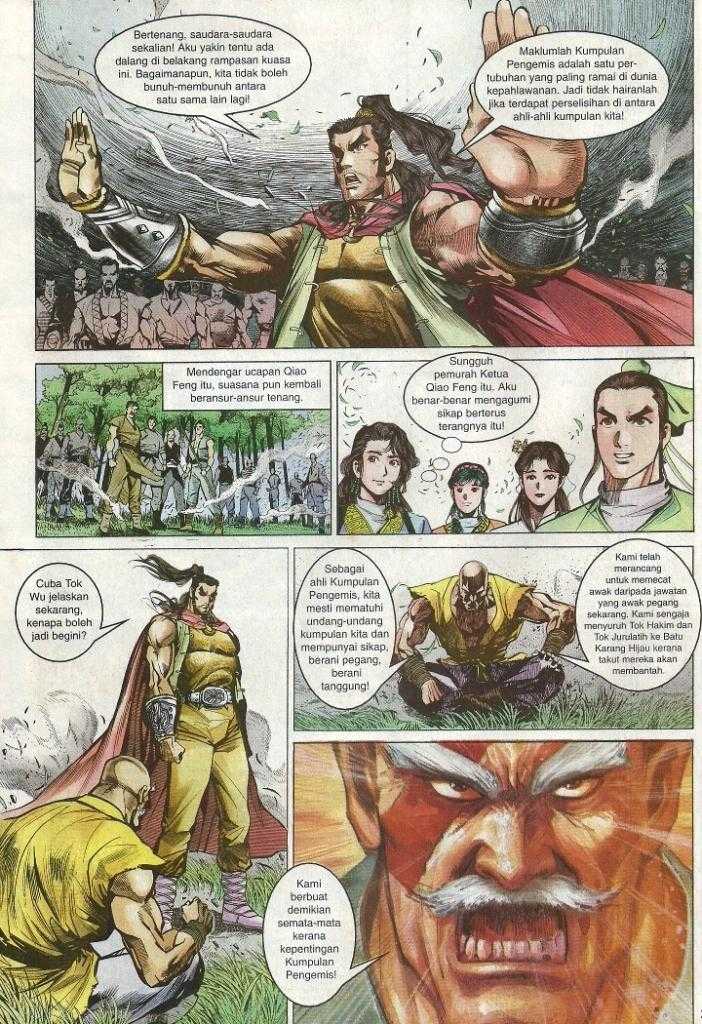 Bertenang, saudara-saudara
sekalian! Aku yakin tentu ada
dalang di belakang rampasan kuasa
ini. Bagaimanapun, kita tidak boleh
bunuh-membunuh antara
satu sama lain lagi!
Maklumlah Kumpulan
Pengemis adalah satu per-
tubuhan yang paling ramai di dunia
kepahlawanan. Jadi tidak hairanlah
jika terdapat perselisihan di antara
ahli-ahli kumpulan kita!
Mendengar ucapan Qiao
Feng itu, suasana pun kembali
beransur-ansur tenang.
Sungguh
pemurah Ketua
Qiao Feng itu. Aku
benar-benar mengagumi
sikap berterus
terangnya itu!
Cuba Tok
Wu jelaskan
sekarang,
kenapa boleh
jadi begini?
Sebagai
ahli Kumpulan
Pengemis, kita
mesti mematuhi
undang-undang
kumpulan kita dan
mempunyai sikap,
berani pegang,
berani
tanggung!
Kami telah
merancang
untuk memecat
awak daripada jawatan
yang awak pegang
sekarang. Kami sengaja
menyuruh Tok Hakim dan
Tok Jurulatih ke Batu
Karang Hijau kerana
takut mereka akan
membantah.
Kami
berbuat
demikian
semata-mata
kerana
kepentingan
Kumpulan
Pengemis!